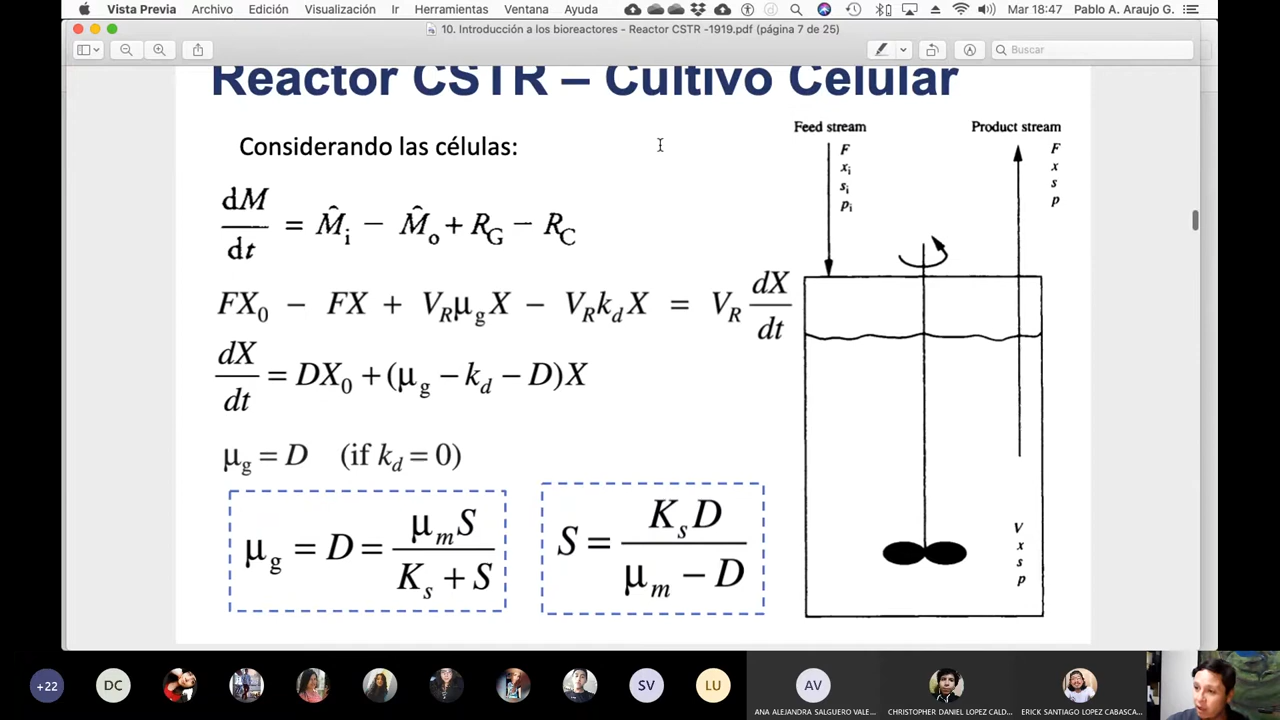 Vista Previa Archivo Edición Visualización Ir Herramientas Ventana Ayuda Mar 18:47 Pablo A. Araujo G.
10. Introducción a los bioreactores - Reactor CSTR -1919.pdf (página 7 de 25)
Buscar
Reactor CSTR – Cultivo Celular
Considerando las células:
dM/dt = M̂i − M̂o + RG − RC
FX0 − FX + VRμgX − VRkdX = VR dX/dt
dX/dt = DX0 + (μg − kd − D)X
μg = D (if kd = 0)
μg = D = μmS/(Ks + S)
S = KsD/(μm − D)
Feed stream
F
xi
si
pi
Product stream
F
x
s
p
V
x
s
p
+22
DC
SV
LU
AV
ANA ALEJANDRA SALGUERO VALE...
CHRISTOPHER DANIEL LOPEZ CALD...
ERICK SANTIAGO LOPEZ CABASCA...